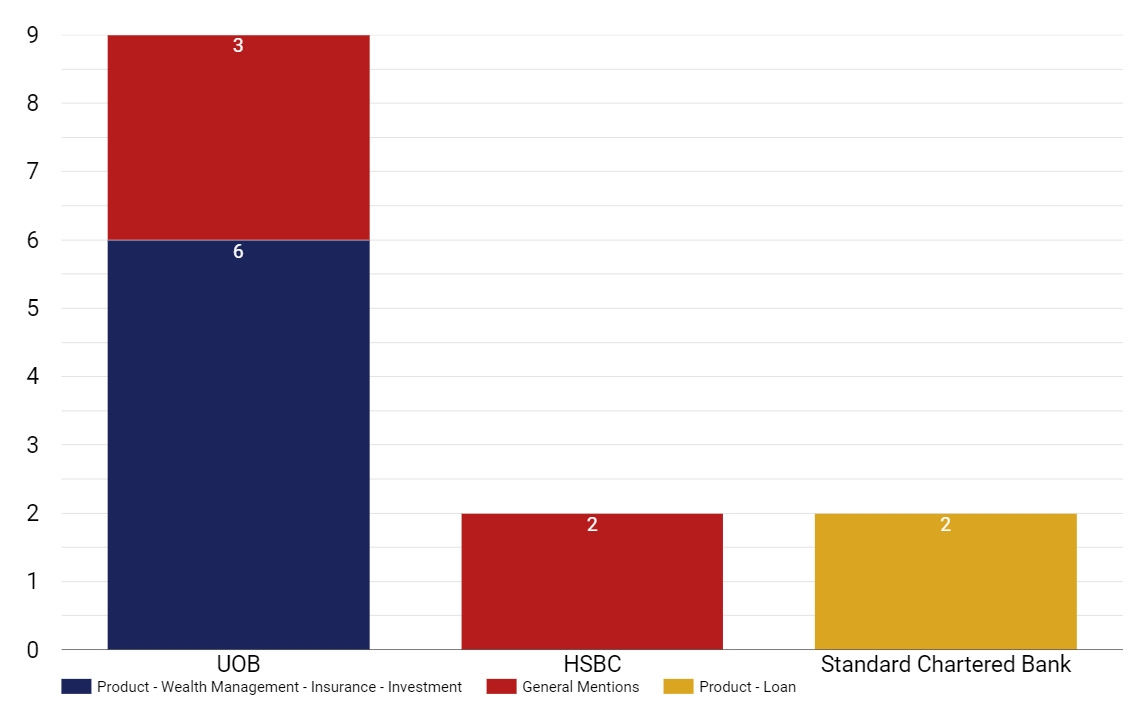 9
8
7
6
5
4
3
2
1
0
3
6
2
2
UOB
HSBC
Standard Chartered Bank
Product - Wealth Management - Insurance - Investment
General Mentions
Product - Loan